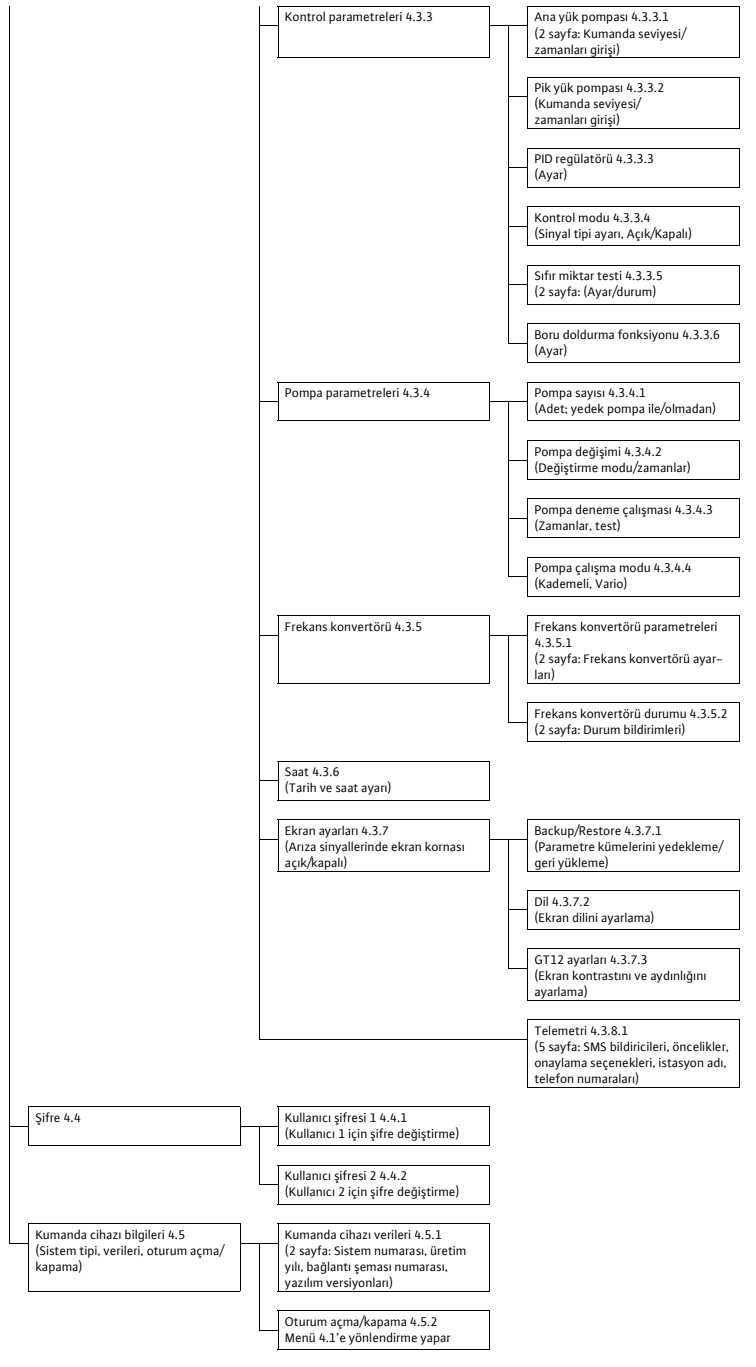 Kontrol parametreleri 4.3.3
Ana yük pompası 4.3.3.1
(2 sayfa: Kumanda seviyesi/
zamanları girişi)
Pik yük pompası 4.3.3.2
(Kumanda seviyesi/
zamanları girişi)
PID regülatörü 4.3.3.3
(Ayar)
Kontrol modu 4.3.3.4
(Sinyal tipi ayarı, Açık/Kapalı)
Sıfır miktar testi 4.3.3.5
(2 sayfa: (Ayar/durum)
Boru doldurma fonksiyonu 4.3.3.6
(Ayar)
Pompa parametreleri 4.3.4
Pompa sayısı 4.3.4.1
(Adet; yedek pompa ile/olmadan)
Pompa değişimi 4.3.4.2
(Değiştirme modu/zamanlar)
Pompa deneme çalışması 4.3.4.3
(Zamanlar, test)
Pompa çalışma modu 4.3.4.4
(Kademeli, Vario)
Frekans konvertörü 4.3.5
Frekans konvertörü parametreleri
4.3.5.1
(2 sayfa: Frekans konvertörü ayar-
ları)
Frekans konvertörü durumu 4.3.5.2
(2 sayfa: Durum bildirimleri)
Saat 4.3.6
(Tarih ve saat ayarı)
Ekran ayarları 4.3.7
(Arıza sinyallerinde ekran kornası
açık/kapalı)
Backup/Restore 4.3.7.1
(Parametre kümelerini yedekleme/
geri yükleme)
Dil 4.3.7.2
(Ekran dilini ayarlama)
GT12 ayarları 4.3.7.3
(Ekran kontrastını ve aydınlığını
ayarlama)
Telemetri 4.3.8.1
(5 sayfa: SMS bildiricileri, öncelikler,
onaylama seçenekleri, istasyon adı,
telefon numaraları)
Şifre 4.4
Kullanıcı şifresi 1 4.4.1
(Kullanıcı 1 için şifre değiştirme)
Kullanıcı şifresi 2 4.4.2
(Kullanıcı 2 için şifre değiştirme)
Kumanda cihazı bilgileri 4.5
(Sistem tipi, verileri, oturum açma/
kapama)
Kumanda cihazı verileri 4.5.1
(2 sayfa: Sistem numarası, üretim
yılı, bağlantı şeması numarası,
yazılım versiyonları)
Oturum açma/kapama 4.5.2
Menü 4.1'e yönlendirme yapar